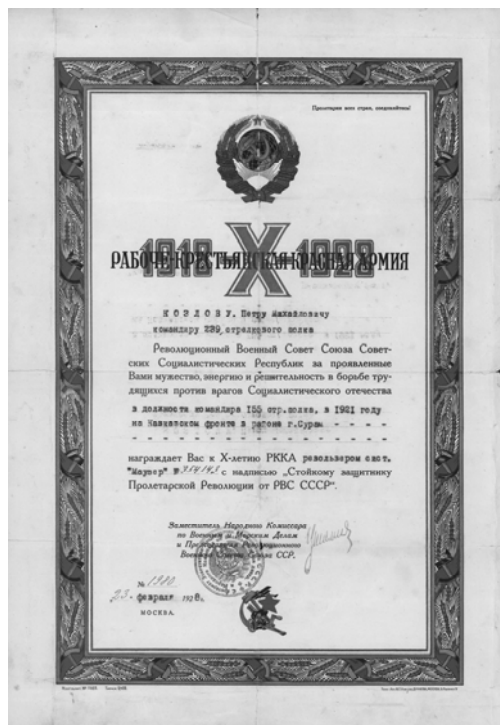 Пролетарии всех стран, соединяйтесь!
1918 X 1928
РАБОЧЕ-КРЕСТЬЯНСКАЯ КРАСНАЯ АРМИЯ
КОЗЛОВУ, Петру Михайловичу
командиру 239 стрелкового полка
Революционный Военный Совет Союза Совет-
ских Социалистических Республик за проявленные
Вами мужество, энергию и решительность в борьбе тру-
дящихся против врагов Социалистического отечества
в должности командира 155 стр.полка, в 1921 году
на Кавказском фронте в районе г.Сурам - - - -
награждает Вас к X-летию РККА револьвером сист.
"Маузер" № с надписью „Стойкому защитнику
Пролетарской Революции от РВС СССР".
Заместитель Народного Комиссара
по Военным и Морским Делам
и Председателя Революционного
Военного Совета Союза ССР.
№ 1980
23 февраля 1928.
МОСКВА.